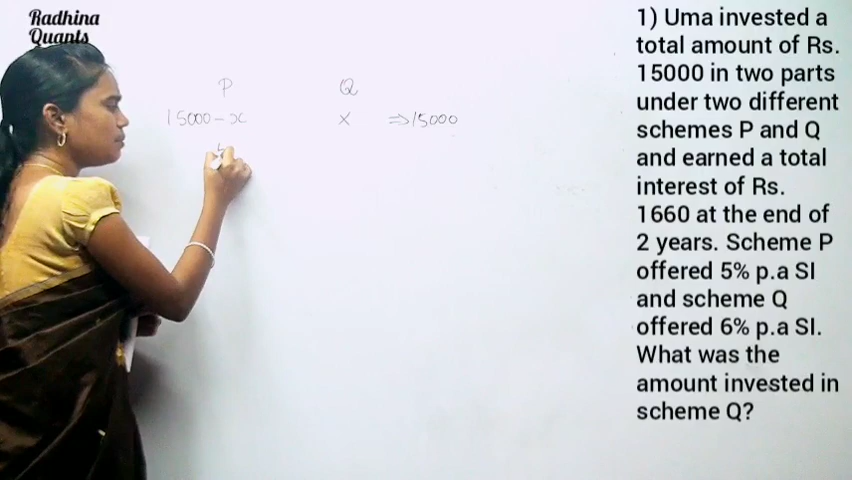 Radhina
Quants
P Q
15000 - x x ⇒ 15000
1) Uma invested a
total amount of Rs.
15000 in two parts
under two different
schemes P and Q
and earned a total
interest of Rs.
1660 at the end of
2 years. Scheme P
offered 5% p.a SI
and scheme Q
offered 6% p.a SI.
What was the
amount invested in
scheme Q?